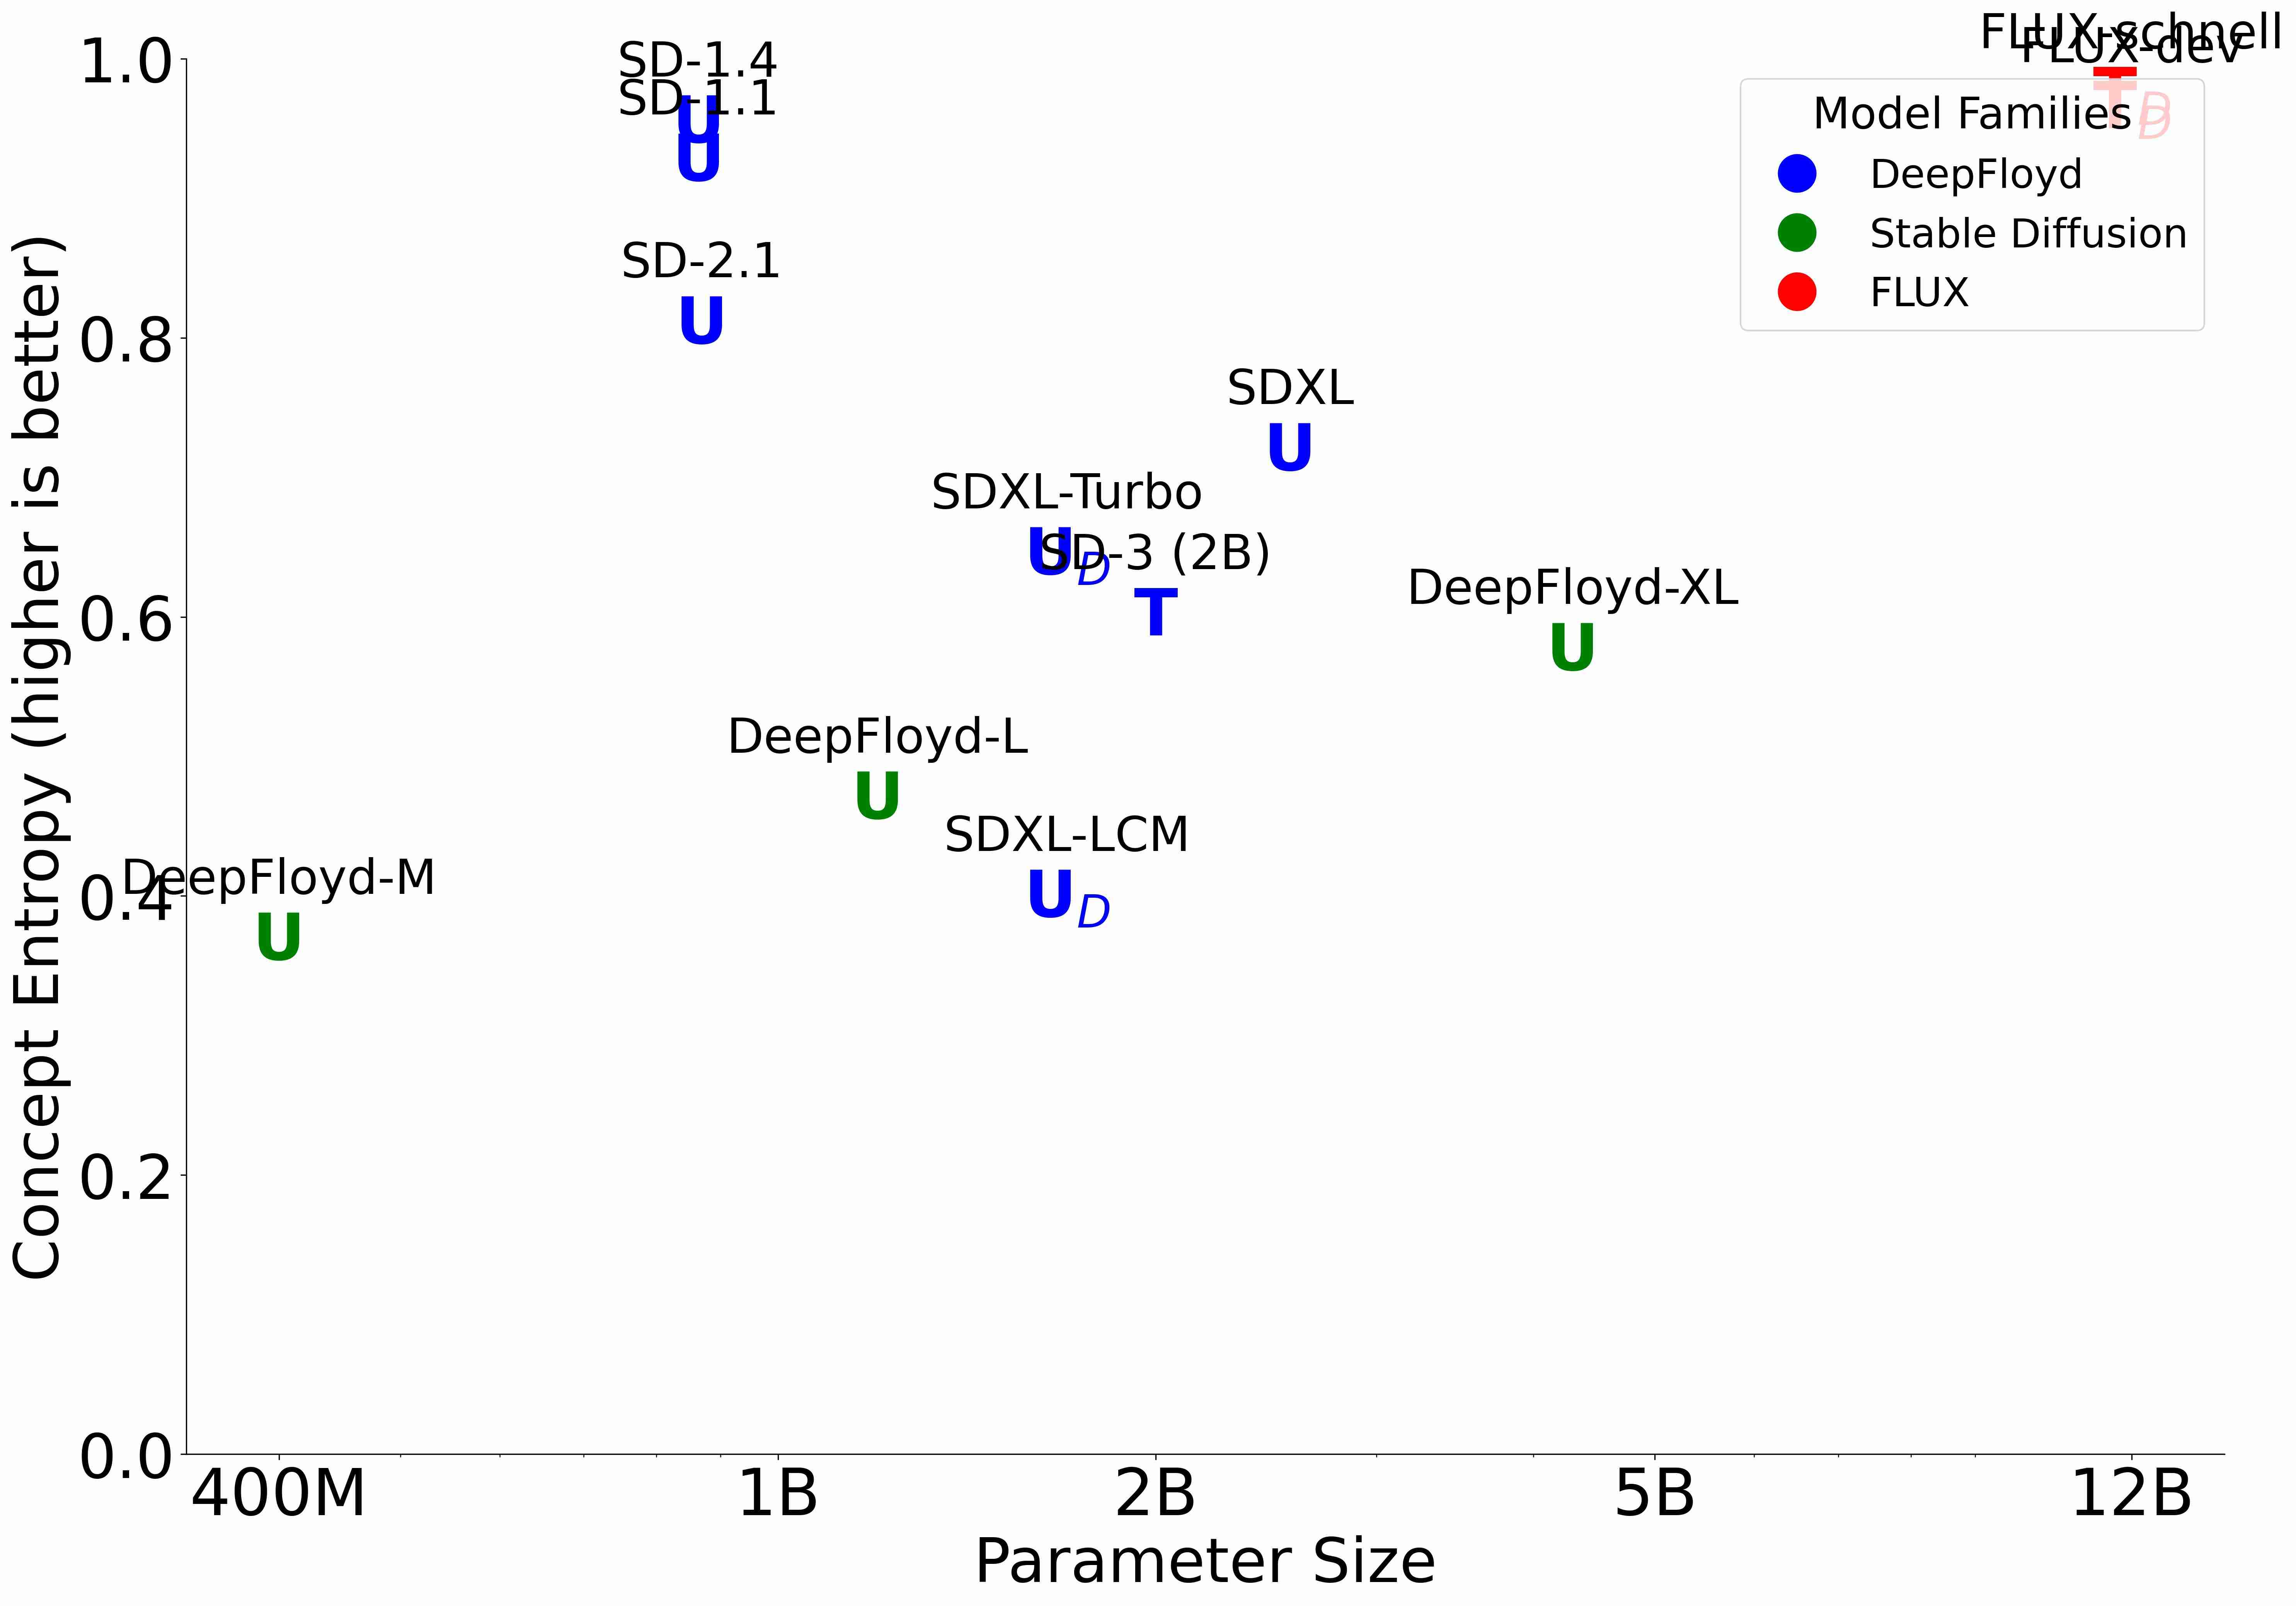 FLUX-schnell
FLUX-dev
T
D
D
SD-1.4
SD-1.1
U
U
SD-2.1
U
Model Families
DeepFloyd
Stable Diffusion
FLUX
SDXL
U
SDXL-Turbo
U D
SD-3 (2B)
T
DeepFloyd-XL
U
DeepFloyd-L
U
SDXL-LCM
U D
DeepFloyd-M
U
Concept Entropy (higher is better)
1.0
0.8
0.6
0.4
0.2
0.0
400M 1B 2B 5B 12B
Parameter Size